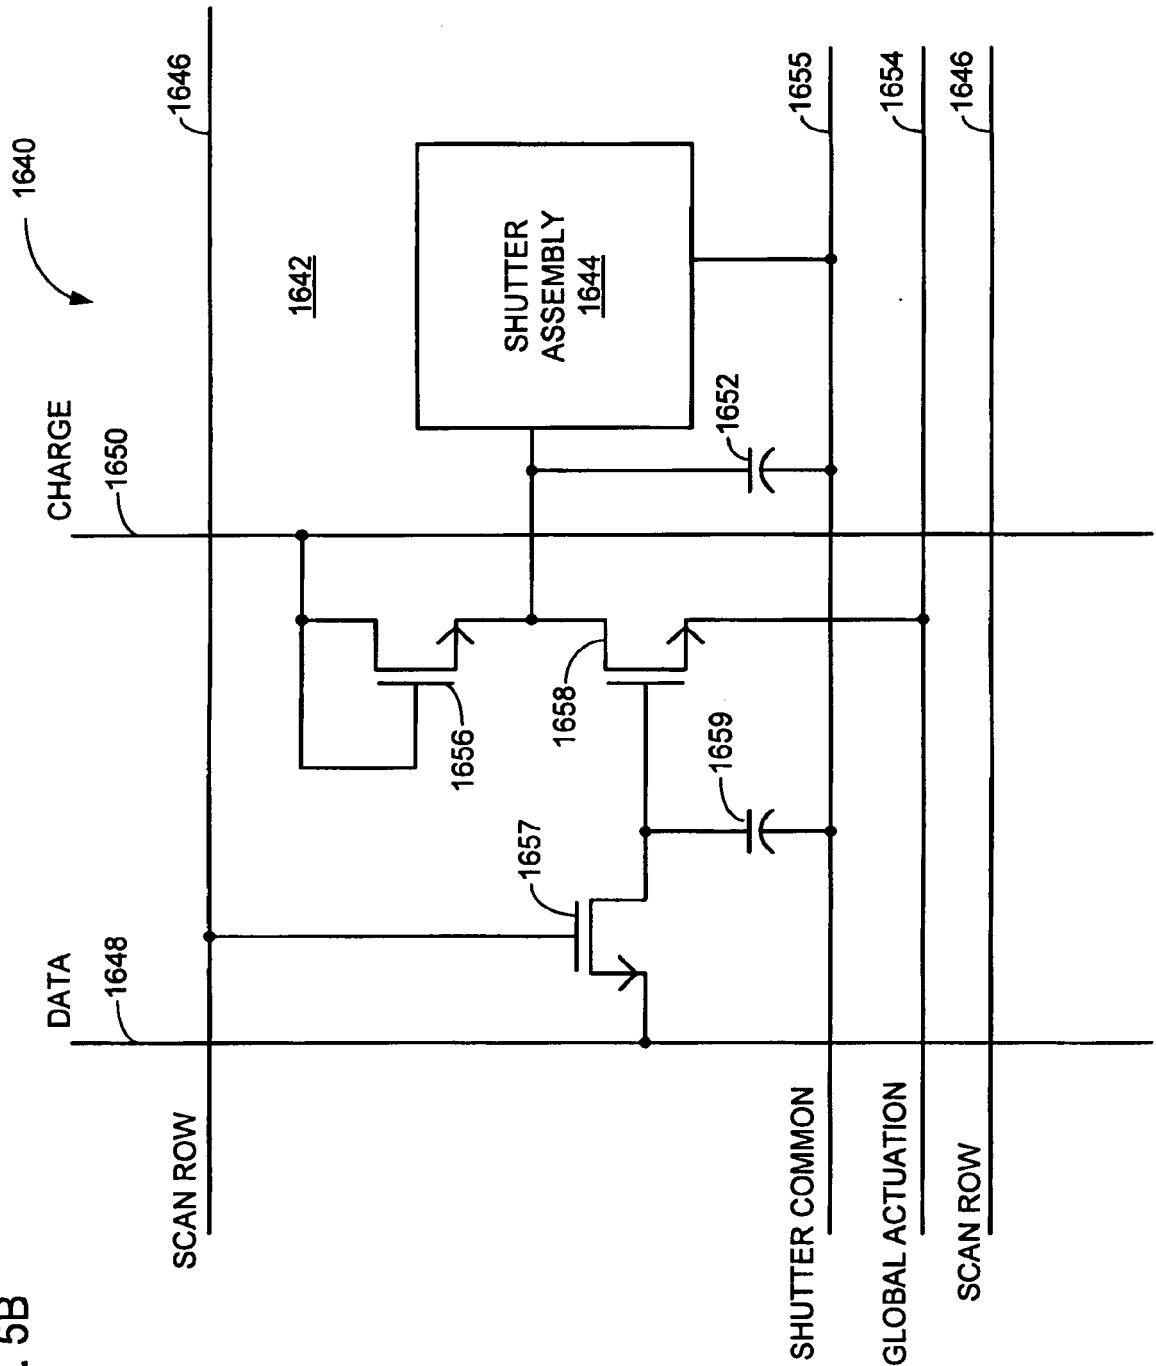 . 5B
1640
DATA
1648
CHARGE
1650
SCAN ROW
1646
1642
SHUTTER
ASSEMBLY
1644
1656
1657
1658
1652
1659
SHUTTER COMMON
1655
GLOBAL ACTUATION
1654
SCAN ROW
1646